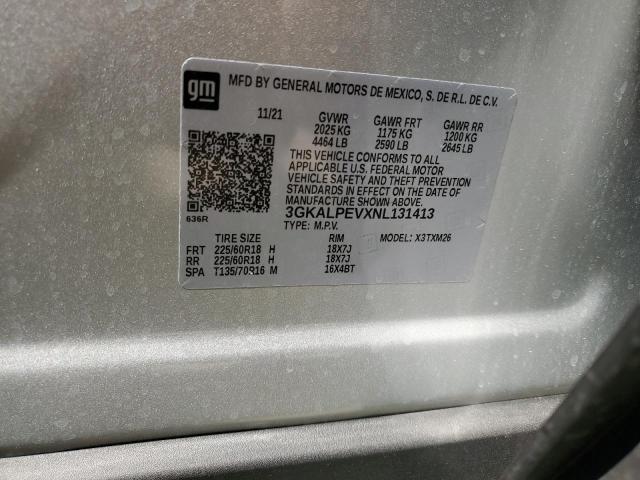 gm
MFD BY GENERAL MOTORS DE MEXICO, S. DE R.L. DE C.V.
11/21 GVWR GAWR FRT GAWR RR
2025 KG 1175 KG 1200 KG
4464 LB 2590 LB 2645 LB
THIS VEHICLE CONFORMS TO ALL
APPLICABLE U.S. FEDERAL MOTOR
VEHICLE SAFETY AND THEFT PREVENTION
STANDARDS IN EFFECT ON THE DATE OF
MANUFACTURE SHOWN ABOVE.
636R 3GKALPEVXNL131413
TYPE: M.P.V.
TIRE SIZE RIM MODEL: X3TXM26
FRT 225/60R18 H 18X7J
RR 225/60R18 H 18X7J
SPA T135/70R16 M 16X4BT